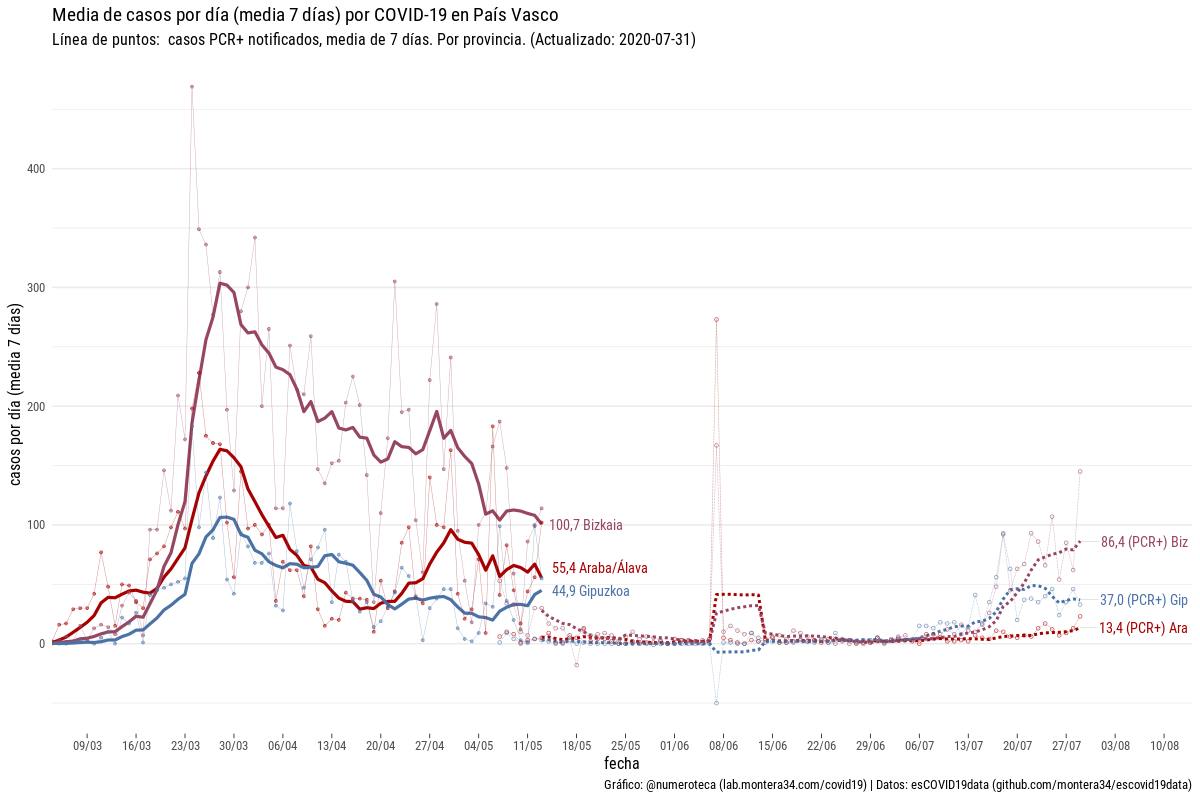 Media de casos por día (media 7 días) por COVID-19 en País Vasco
Línea de puntos:  casos PCR+ notificados, media de 7 días. Por provincia. (Actualizado: 2020-07-31)
casos por día (media 7 días)
400
300
200
100
0
100,7 Bizkaia
55,4 Araba/Álava
44,9 Gipuzkoa
86,4 (PCR+) Biz
37,0 (PCR+) Gip
13,4 (PCR+) Ara
09/03 16/03 23/03 30/03 06/04 13/04 20/04 27/04 04/05 11/05 18/05 25/05 01/06 08/06 15/06 22/06 29/06 06/07 13/07 20/07 27/07 03/08 10/08
fecha
Gráfico: @numeroteca (lab.montera34.com/covid19) | Datos: esCOVID19data (github.com/montera34/escovid19data)